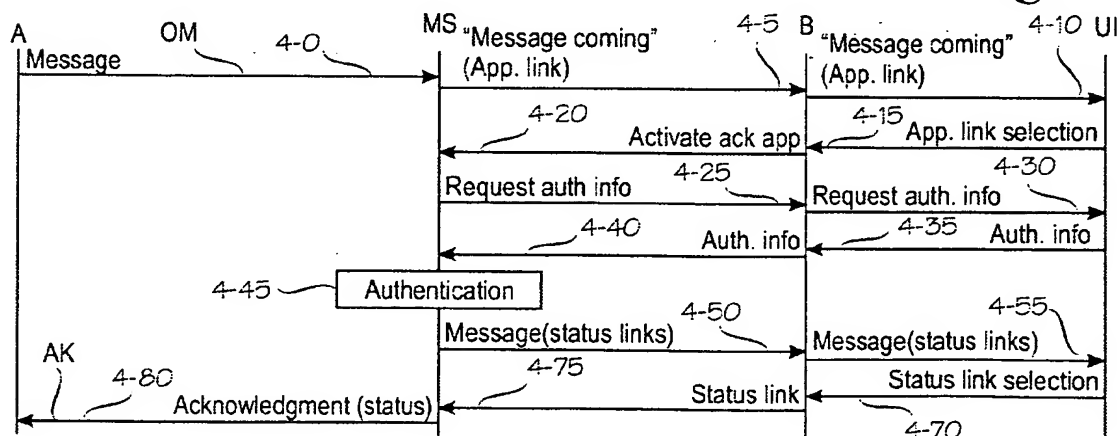 A
OM
4-0
MS
4-5
B
4-10
UI
Message
"Message coming"
(App. link)
"Message coming"
(App. link)
4-20
Activate ack app
4-15
App. link selection
Request auth info
4-25
Request auth. info
4-30
4-40
Auth. info
4-35
Auth. info
4-45
Authentication
Message(status links)
4-50
Message(status links)
4-55
AK
4-80
Acknowledgment (status)
4-75
Status link
Status link selection
4-70